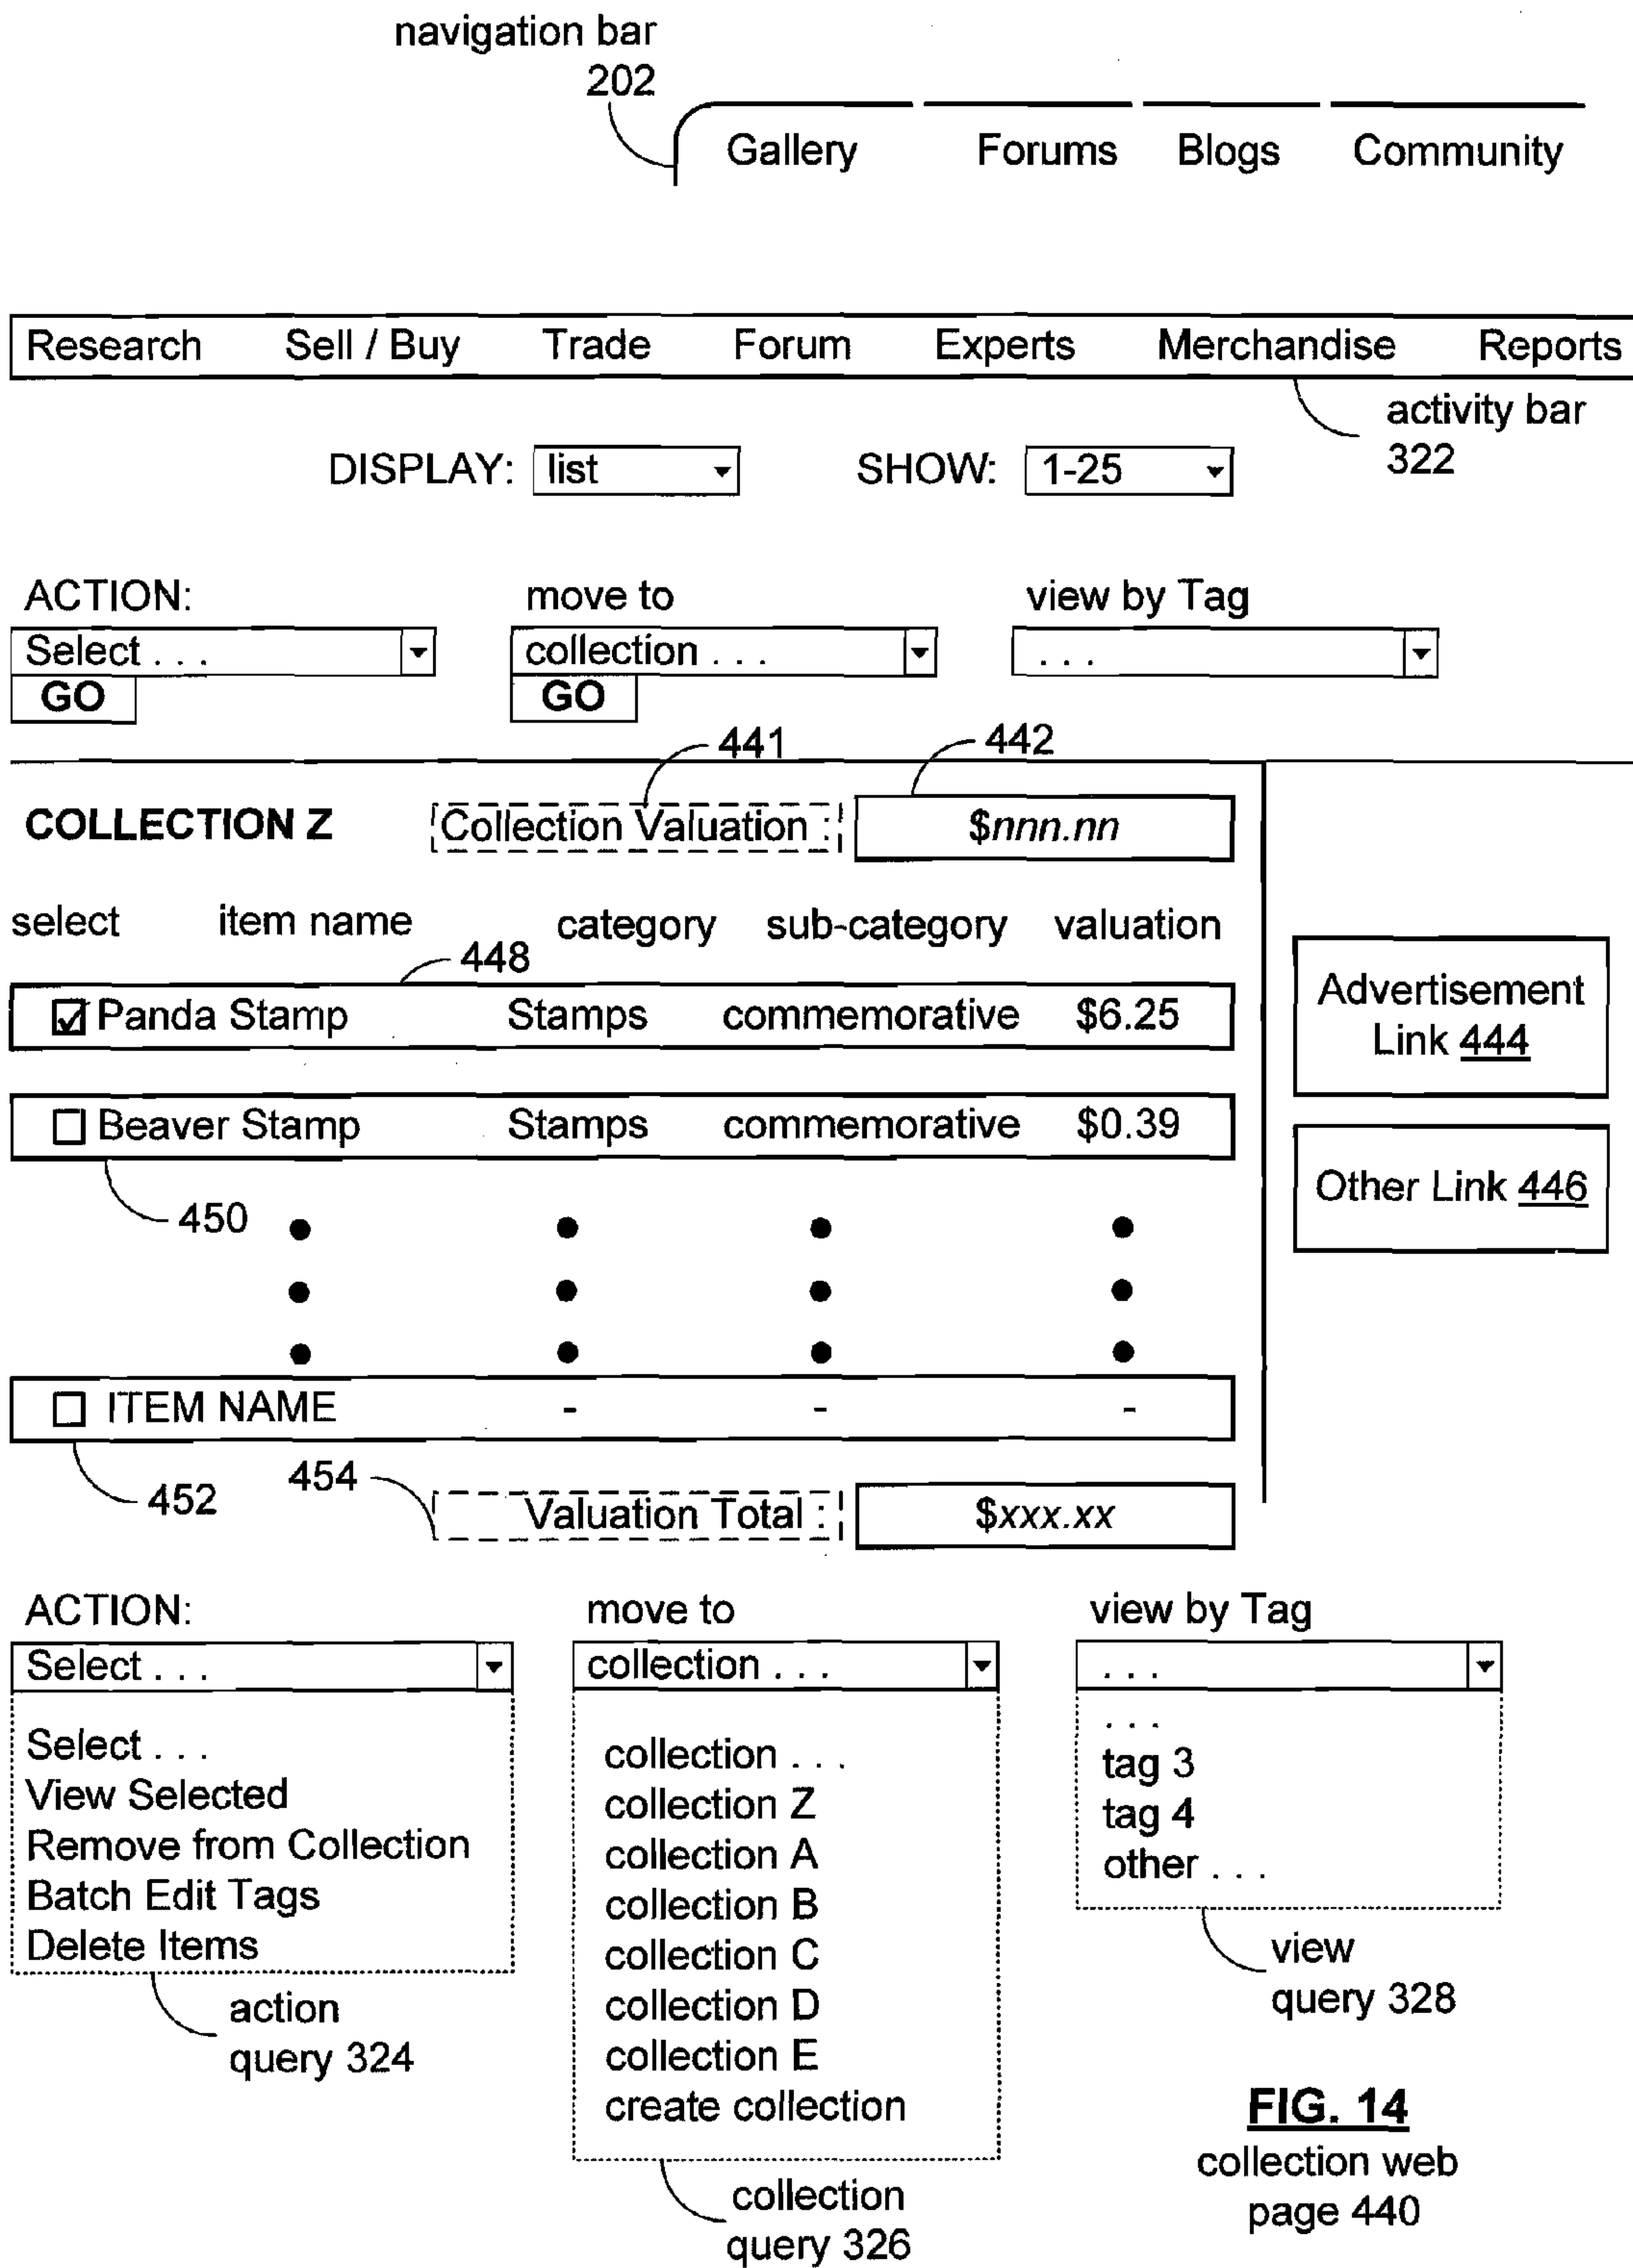 navigation bar
202
Gallery Forums Blogs Community
Research Sell / Buy Trade Forum Experts Merchandise Reports
activity bar
322
DISPLAY: list SHOW: 1-25
ACTION: move to view by Tag
Select . . . collection . . . . . .
GO GO
441 442
COLLECTION Z Collection Valuation : $nnn.nn
select item name category sub-category valuation
448
Panda Stamp Stamps commemorative $6.25
Advertisement
Link 444
Beaver Stamp Stamps commemorative $0.39
Other Link 446
450
ITEM NAME - - -
452
454
Valuation Total : $xxx.xx
ACTION: move to view by Tag
Select . . . collection . . . . . .
Select . . .
View Selected
Remove from Collection
Batch Edit Tags
Delete Items
action
query 324
collection . . .
collection Z
collection A
collection B
collection C
collection D
collection E
create collection
collection
query 326
. . .
tag 3
tag 4
other . . .
view
query 328
FIG. 14
collection web
page 440